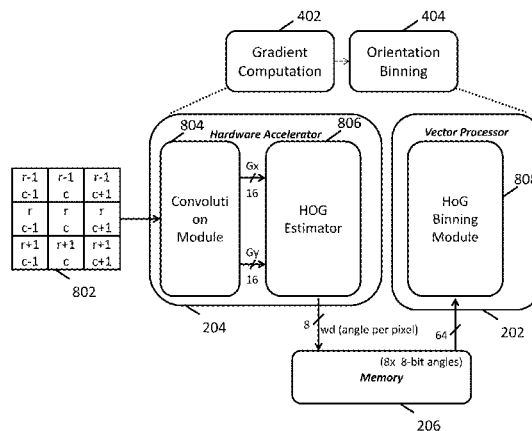 402
404
Gradient
Computation
Orientation
Binning
804
Hardware Accelerator
806
Vector Processor
808
r-1 r-1 r-1
c-1 c c+1
r r r
c-1 c c+1
r+1 r+1 r+1
c-1 c c+1
802
Convoluti
on
Module
Gx
16
Gy
16
HOG
Estimator
HoG
Binning
Module
204
8
wd (angle per pixel)
64
202
(8x 8-bit angles)
Memory
206